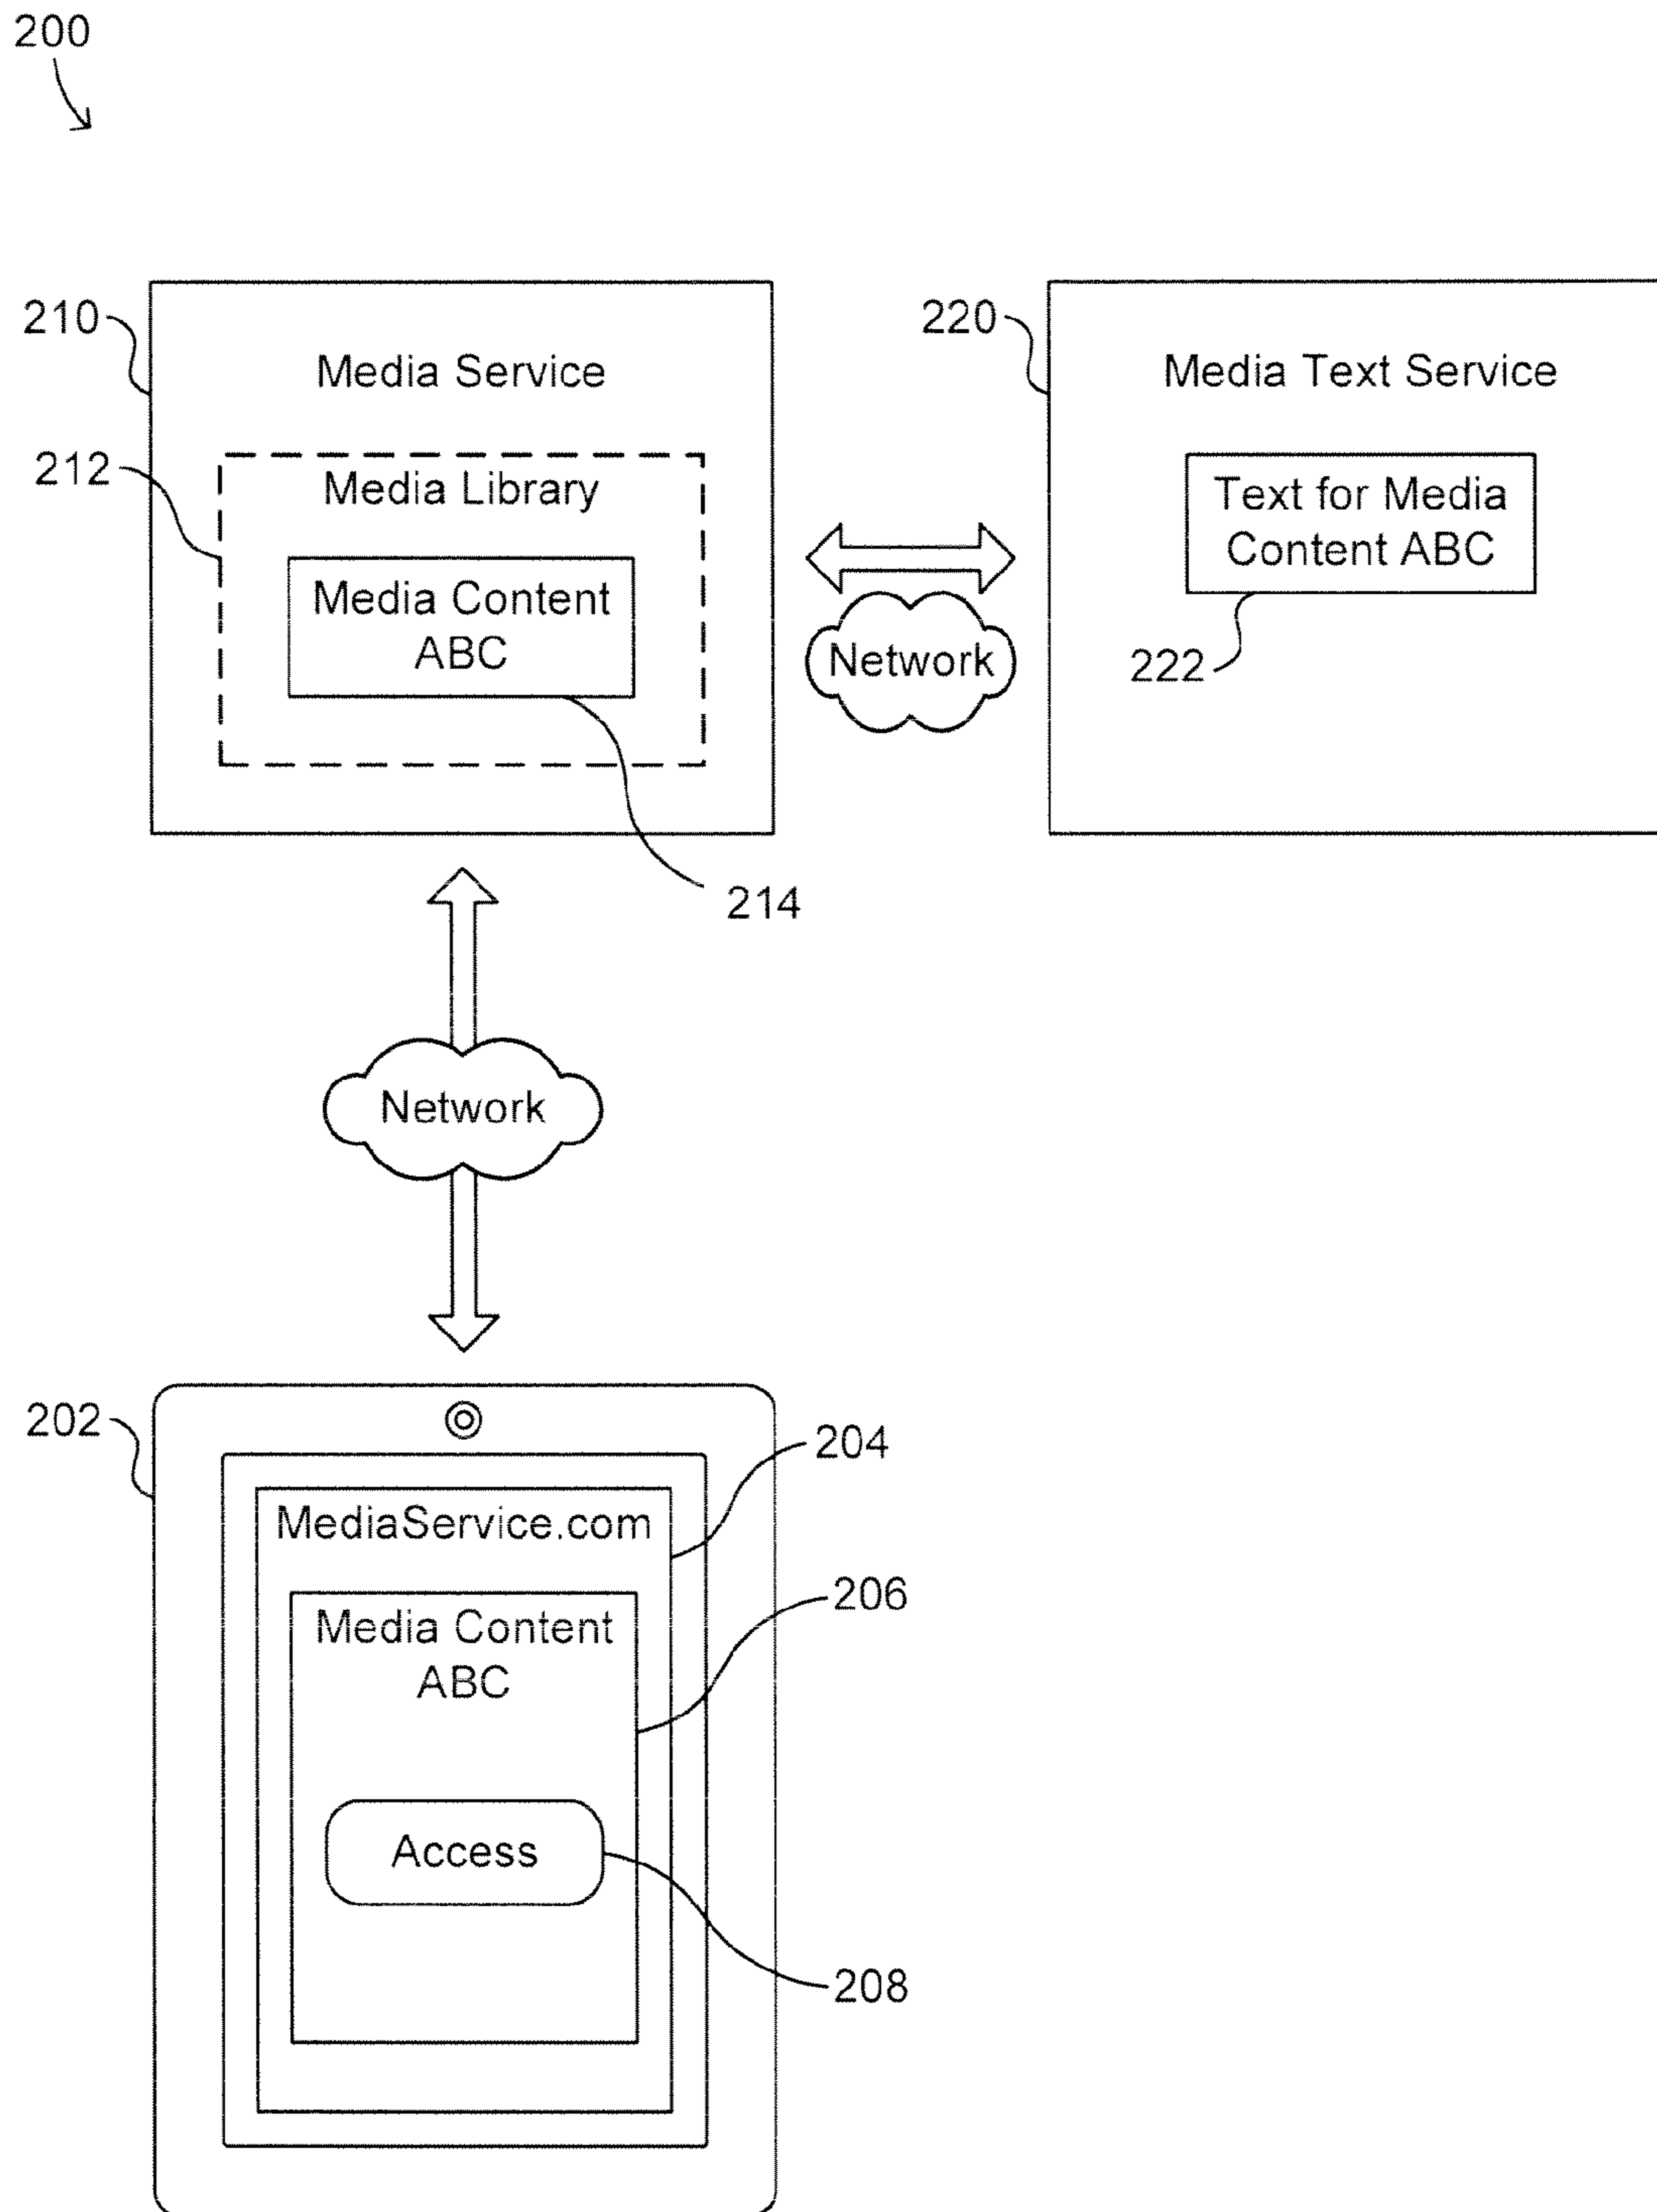 200
210
Media Service
212
Media Library
Media Content
ABC
214
Network
220
Media Text Service
Text for Media
Content ABC
222
Network
202
204
MediaService.com
206
Media Content
ABC
Access
208